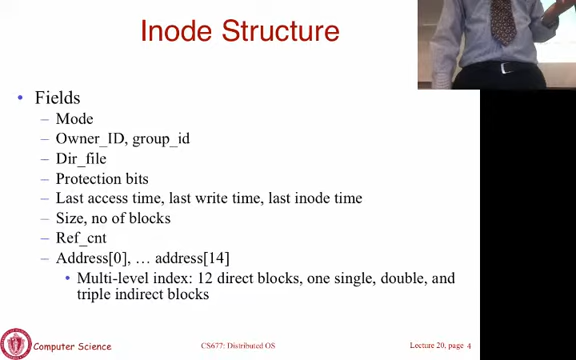 Inode Structure
• Fields
– Mode
– Owner_ID, group_id
– Dir_file
– Protection bits
– Last access time, last write time, last inode time
– Size, no of blocks
– Ref_cnt
– Address[0], … address[14]
• Multi-level index: 12 direct blocks, one single, double, and
triple indirect blocks
Computer Science
CS677: Distributed OS
Lecture 20, page 4